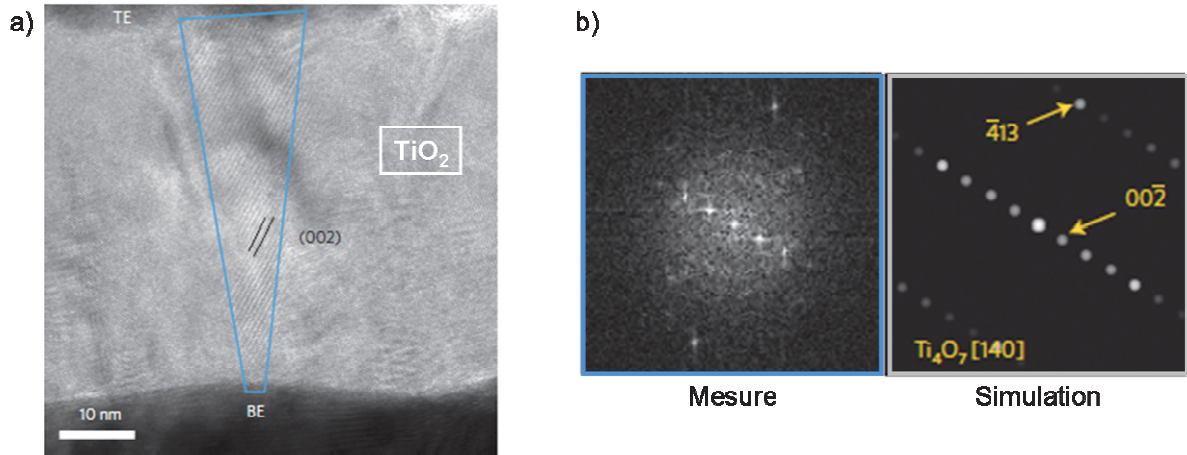 a)
TE
TiO₂
(002)
10 nm
BE
b)
4̅13
002̅
Ti₄O₇ [140]
Mesure
Simulation